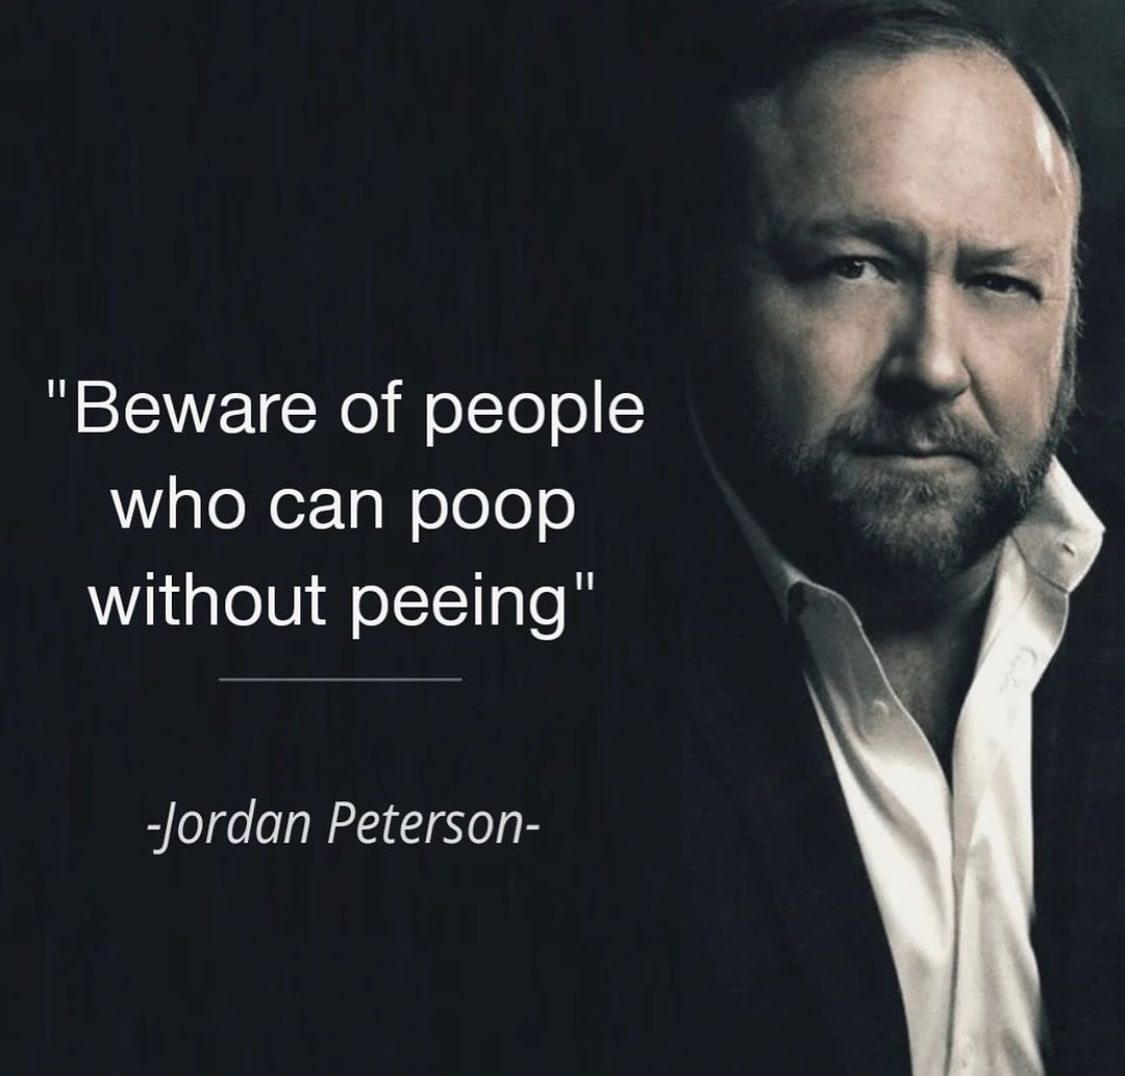 "Beware of people
who can poop
without peeing"
-Jordan Peterson-